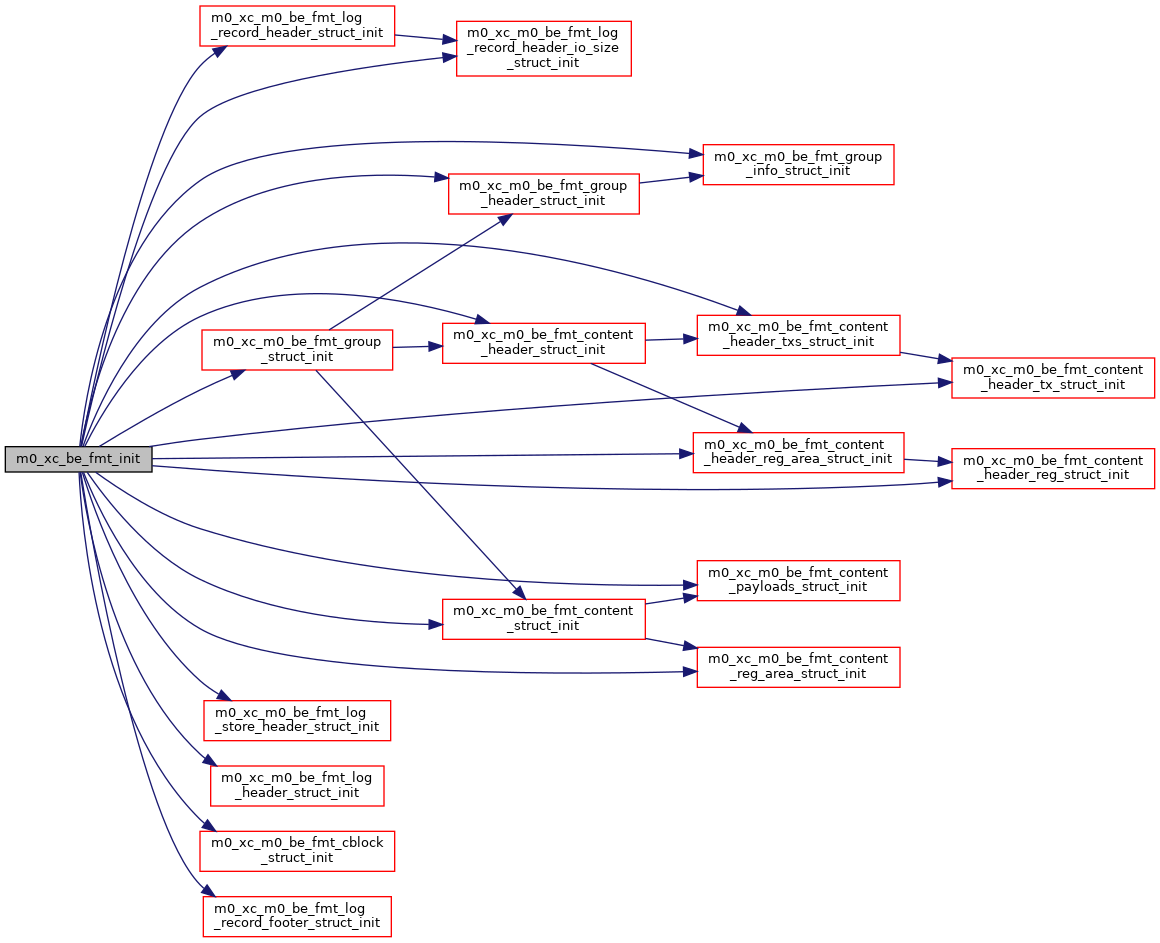 m0_xc_m0_be_fmt_log
_record_header_struct_init
m0_xc_m0_be_fmt_log
_record_header_io_size
_struct_init
m0_xc_m0_be_fmt_group
_info_struct_init
m0_xc_m0_be_fmt_group
_header_struct_init
m0_xc_m0_be_fmt_content
_header_txs_struct_init
m0_xc_m0_be_fmt_group
_struct_init
m0_xc_m0_be_fmt_content
_header_struct_init
m0_xc_m0_be_fmt_content
_header_tx_struct_init
m0_xc_be_fmt_init
m0_xc_m0_be_fmt_content
_header_reg_area_struct_init
m0_xc_m0_be_fmt_content
_header_reg_struct_init
m0_xc_m0_be_fmt_content
_payloads_struct_init
m0_xc_m0_be_fmt_content
_struct_init
m0_xc_m0_be_fmt_content
_reg_area_struct_init
m0_xc_m0_be_fmt_log
_store_header_struct_init
m0_xc_m0_be_fmt_log
_header_struct_init
m0_xc_m0_be_fmt_cblock
_struct_init
m0_xc_m0_be_fmt_log
_record_footer_struct_init